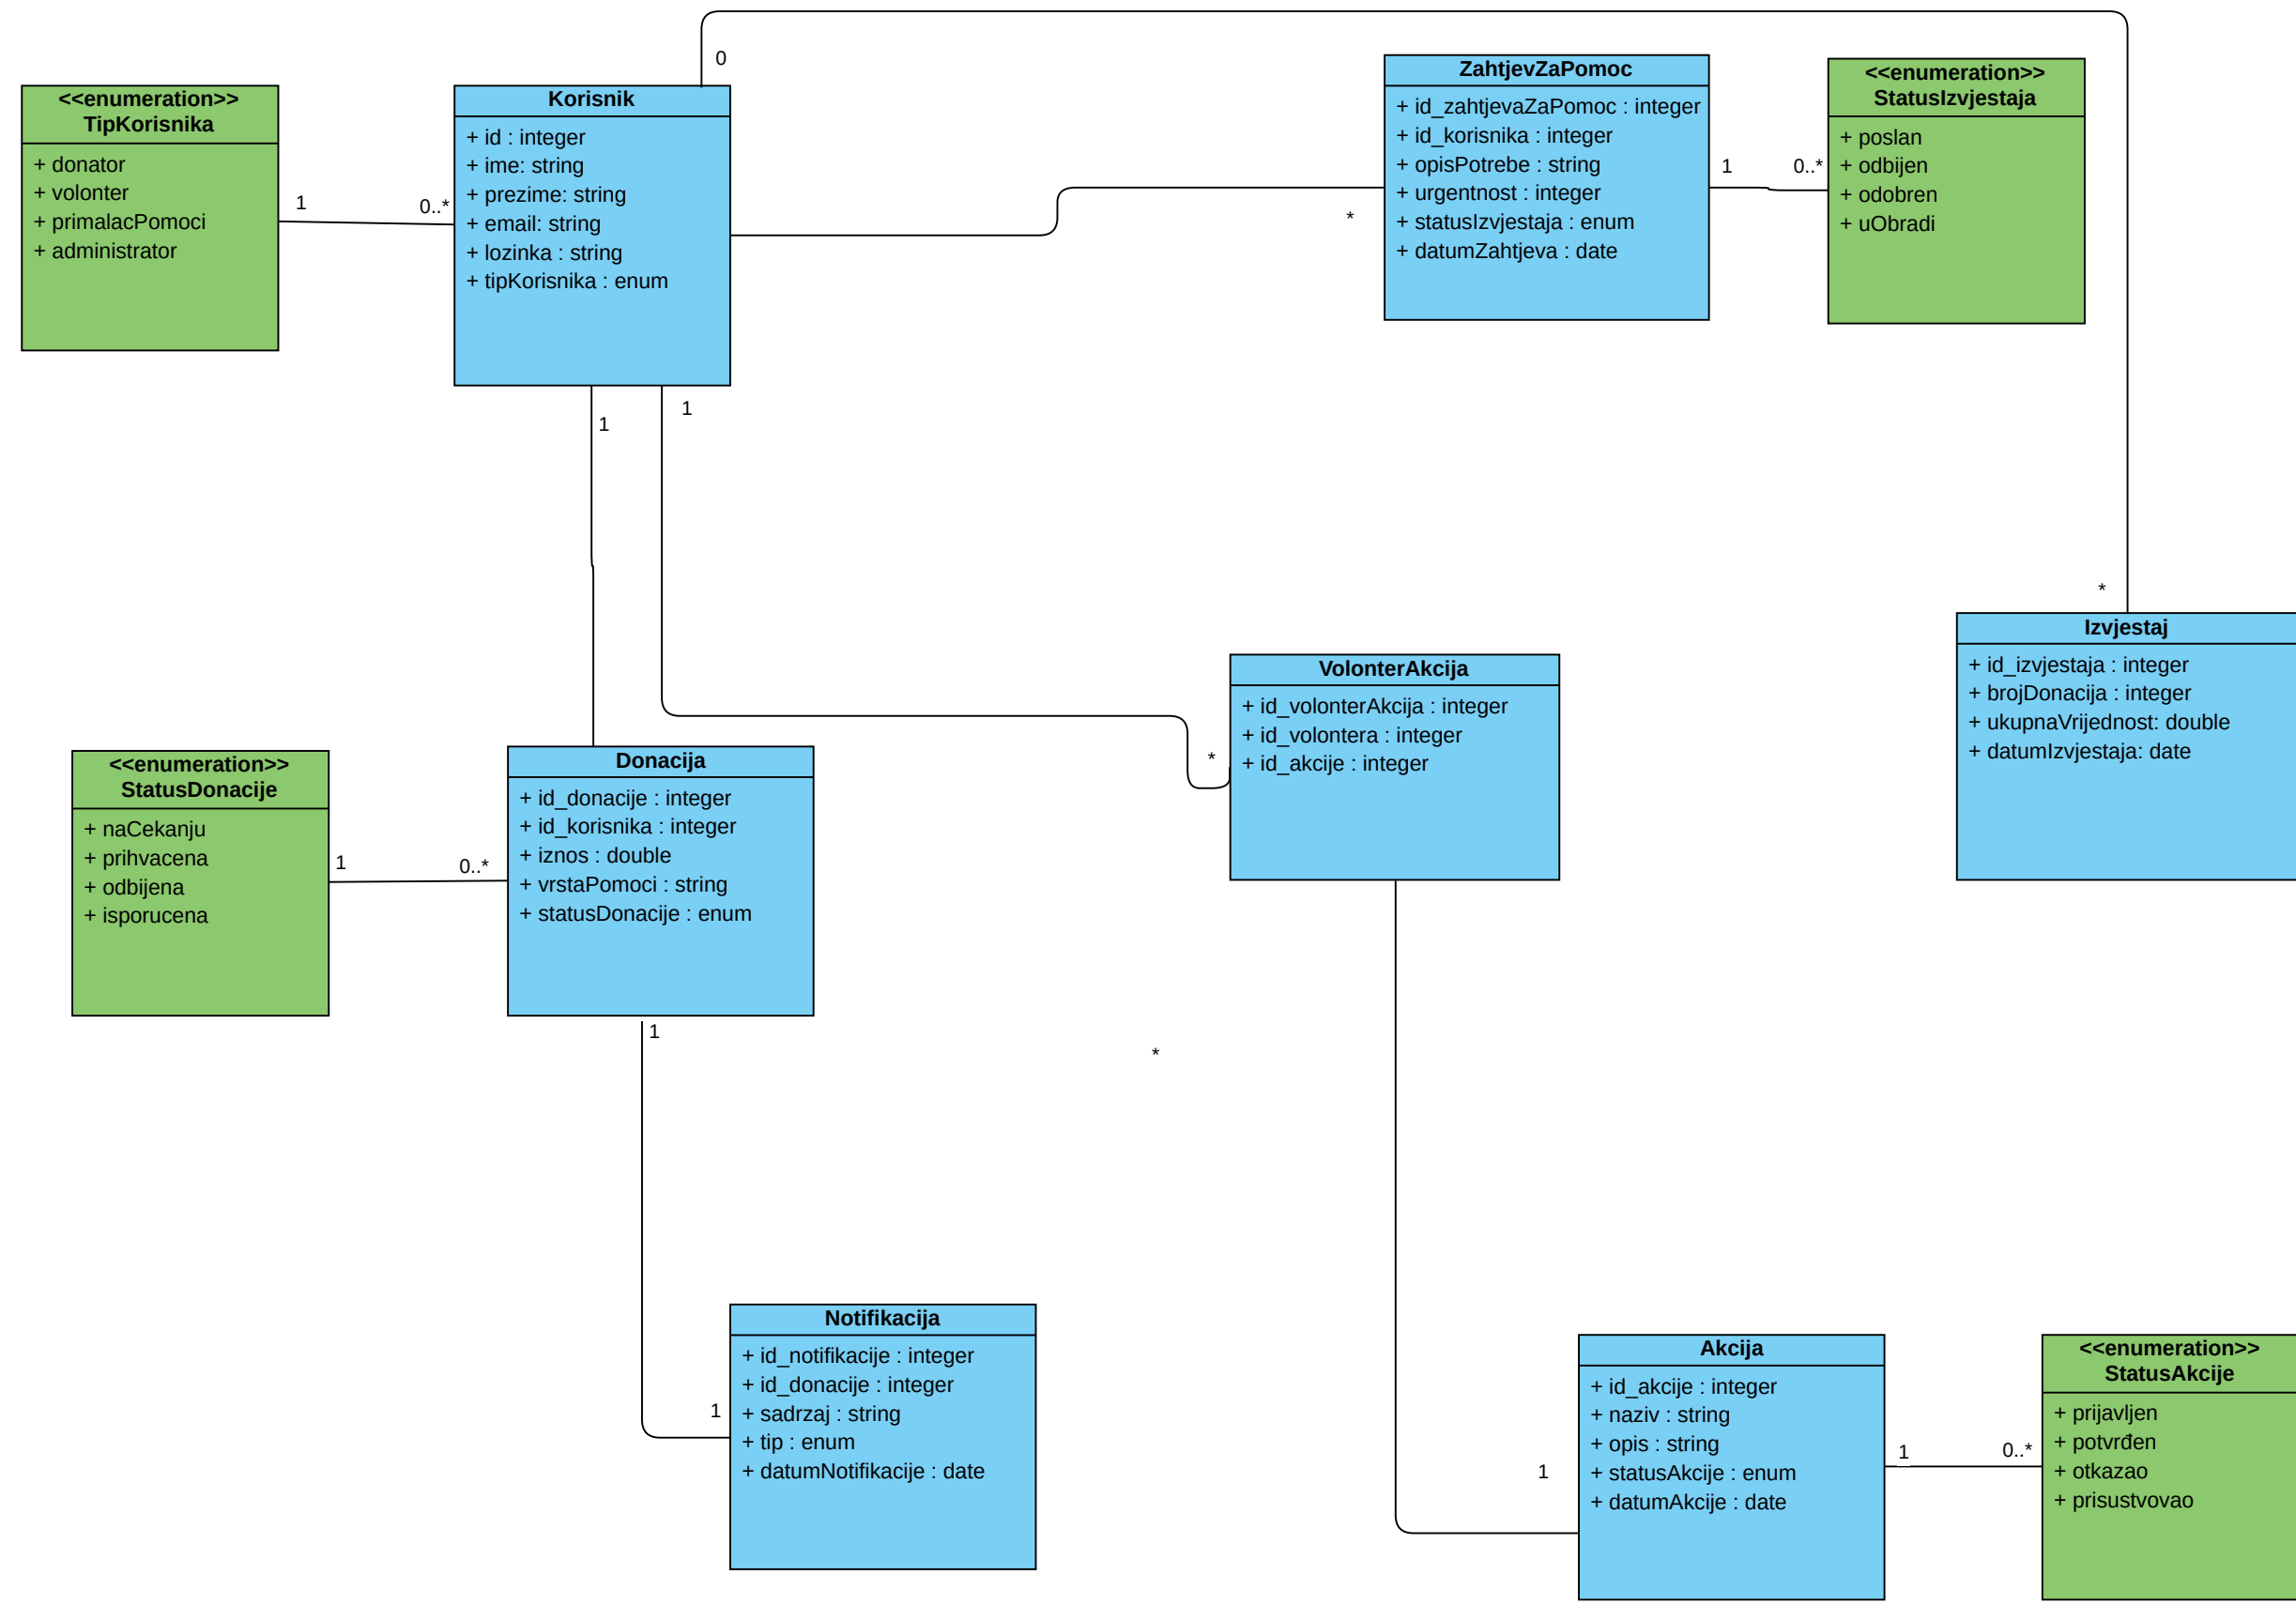 0
<<enumeration>>
TipKorisnika
+ donator
+ volonter
+ primalacPomoci
+ administrator
1
0..*
Korisnik
+ id : integer
+ ime: string
+ prezime: string
+ email: string
+ lozinka : string
+ tipKorisnika : enum
*
ZahtjevZaPomoc
+ id_zahtjevaZaPomoc : integer
+ id_korisnika : integer
+ opisPotrebe : string
+ urgentnost : integer
+ statusIzvjestaja : enum
+ datumZahtjeva : date
1
0..*
<<enumeration>>
StatusIzvjestaja
+ poslan
+ odbijen
+ odobren
+ uObradi
1
1
*
Izvjestaj
+ id_izvjestaja : integer
+ brojDonacija : integer
+ ukupnaVrijednost: double
+ datumIzvjestaja: date
*
VolonterAkcija
+ id_volonterAkcija : integer
+ id_volontera : integer
+ id_akcije : integer
<<enumeration>>
StatusDonacije
+ naCekanju
+ prihvacena
+ odbijena
+ isporucena
1
0..*
Donacija
+ id_donacije : integer
+ id_korisnika : integer
+ iznos : double
+ vrstaPomoci : string
+ statusDonacije : enum
1
*
1
Notifikacija
+ id_notifikacije : integer
+ id_donacije : integer
+ sadrzaj : string
+ tip : enum
+ datumNotifikacije : date
1
Akcija
+ id_akcije : integer
+ naziv : string
+ opis : string
+ statusAkcije : enum
+ datumAkcije : date
1
0..*
<<enumeration>>
StatusAkcije
+ prijavljen
+ potvrđen
+ otkazao
+ prisustvovao